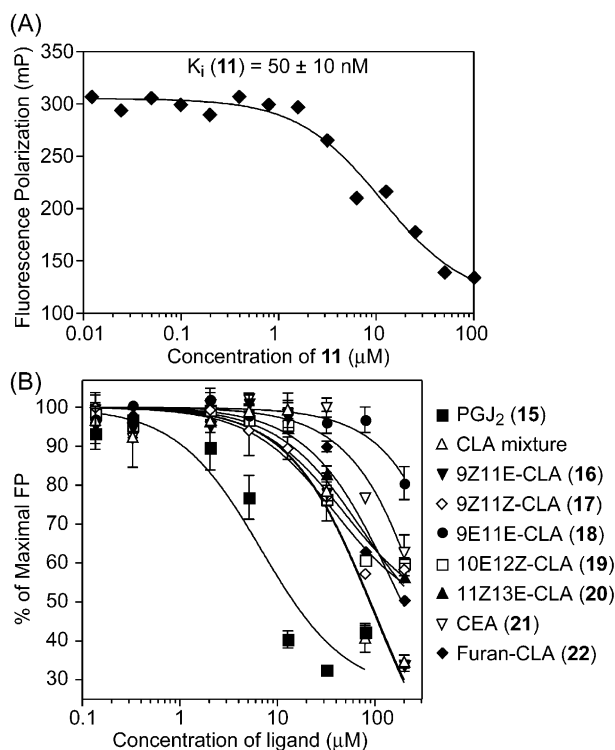 (A)
Kᵢ (11) = 50 ± 10 nM
Fluorescence Polarization (mP)
350
300
250
200
150
100
0.01 0.1 1 10 100
Concentration of 11 (μM)
(B)
% of Maximal FP
100
90
80
70
60
50
40
30
0.1 1 10 100
Concentration of ligand (μM)
PGJ₂ (15)
CLA mixture
9Z11E-CLA (16)
9Z11Z-CLA (17)
9E11E-CLA (18)
10E12Z-CLA (19)
11Z13E-CLA (20)
CEA (21)
Furan-CLA (22)